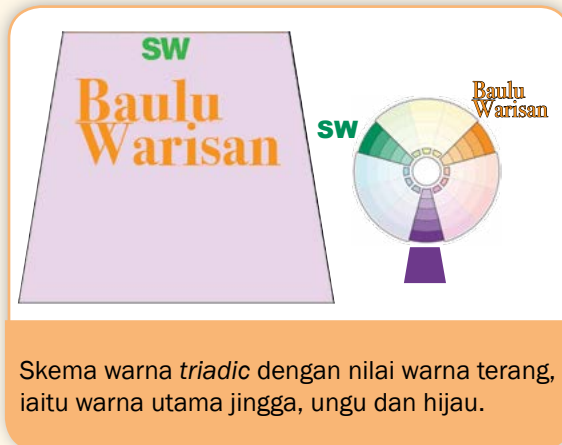 SW
Baulu
Warisan
SW
Baulu
Warisan
Skema warna triadic dengan nilai warna terang,
iaitu warna utama jingga, ungu dan hijau.